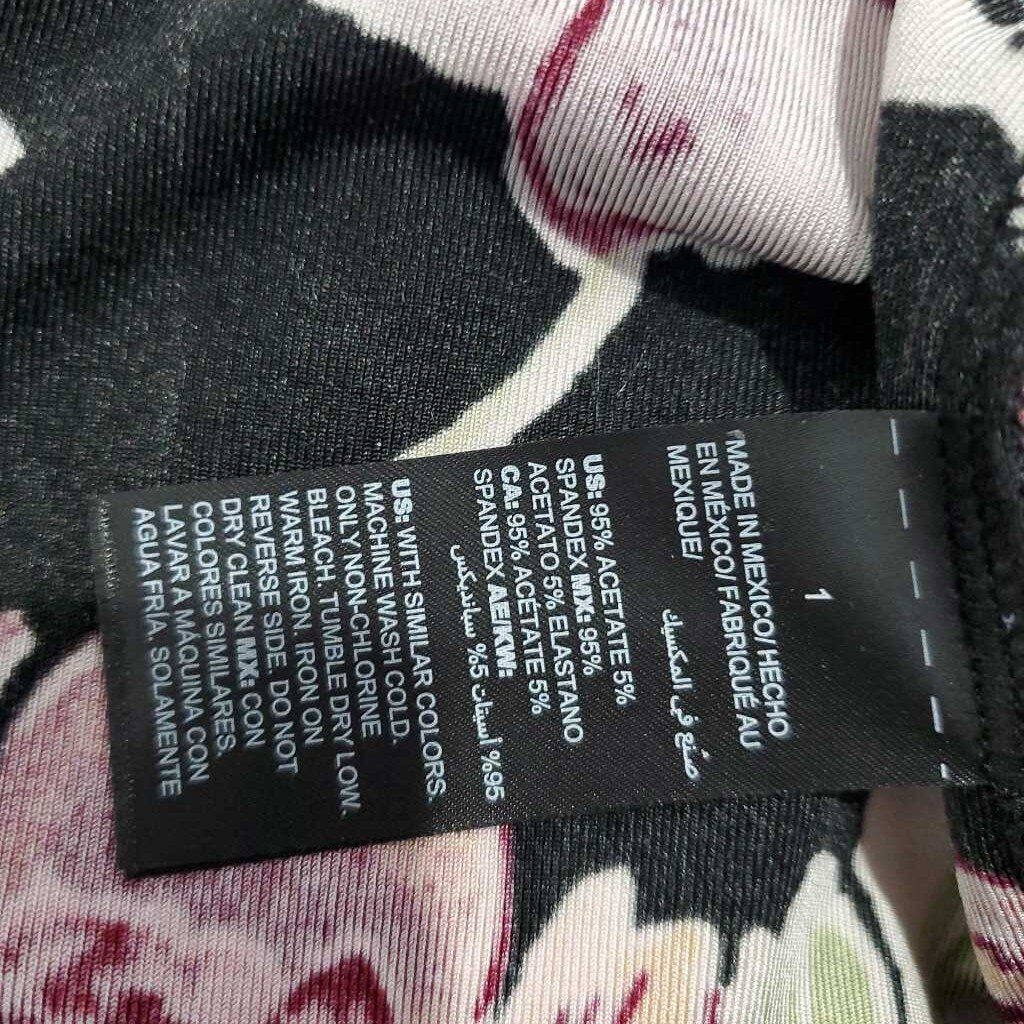 1
"MADE IN MEXICO/ HECHO
EN MÉXICO/ FABRIQUÉ AU
MEXIQUE/
صُنع في المكسيك
US: 95% ACETATE 5%
SPANDEX MX: 95%
ACETATO 5% ELASTANO
CA: 95% ACÉTATE 5%
SPANDEX AE/KW:
95% أسيتات 5% سبانديكس
US: WITH SIMILAR COLORS.
MACHINE WASH COLD.
ONLY NON-CHLORINE
BLEACH. TUMBLE DRY LOW.
WARM IRON. IRON ON
REVERSE SIDE. DO NOT
DRY CLEAN MX: CON
COLORES SIMILARES.
LAVAR A MÁQUINA CON
AGUA FRIA. SOLAMENTE